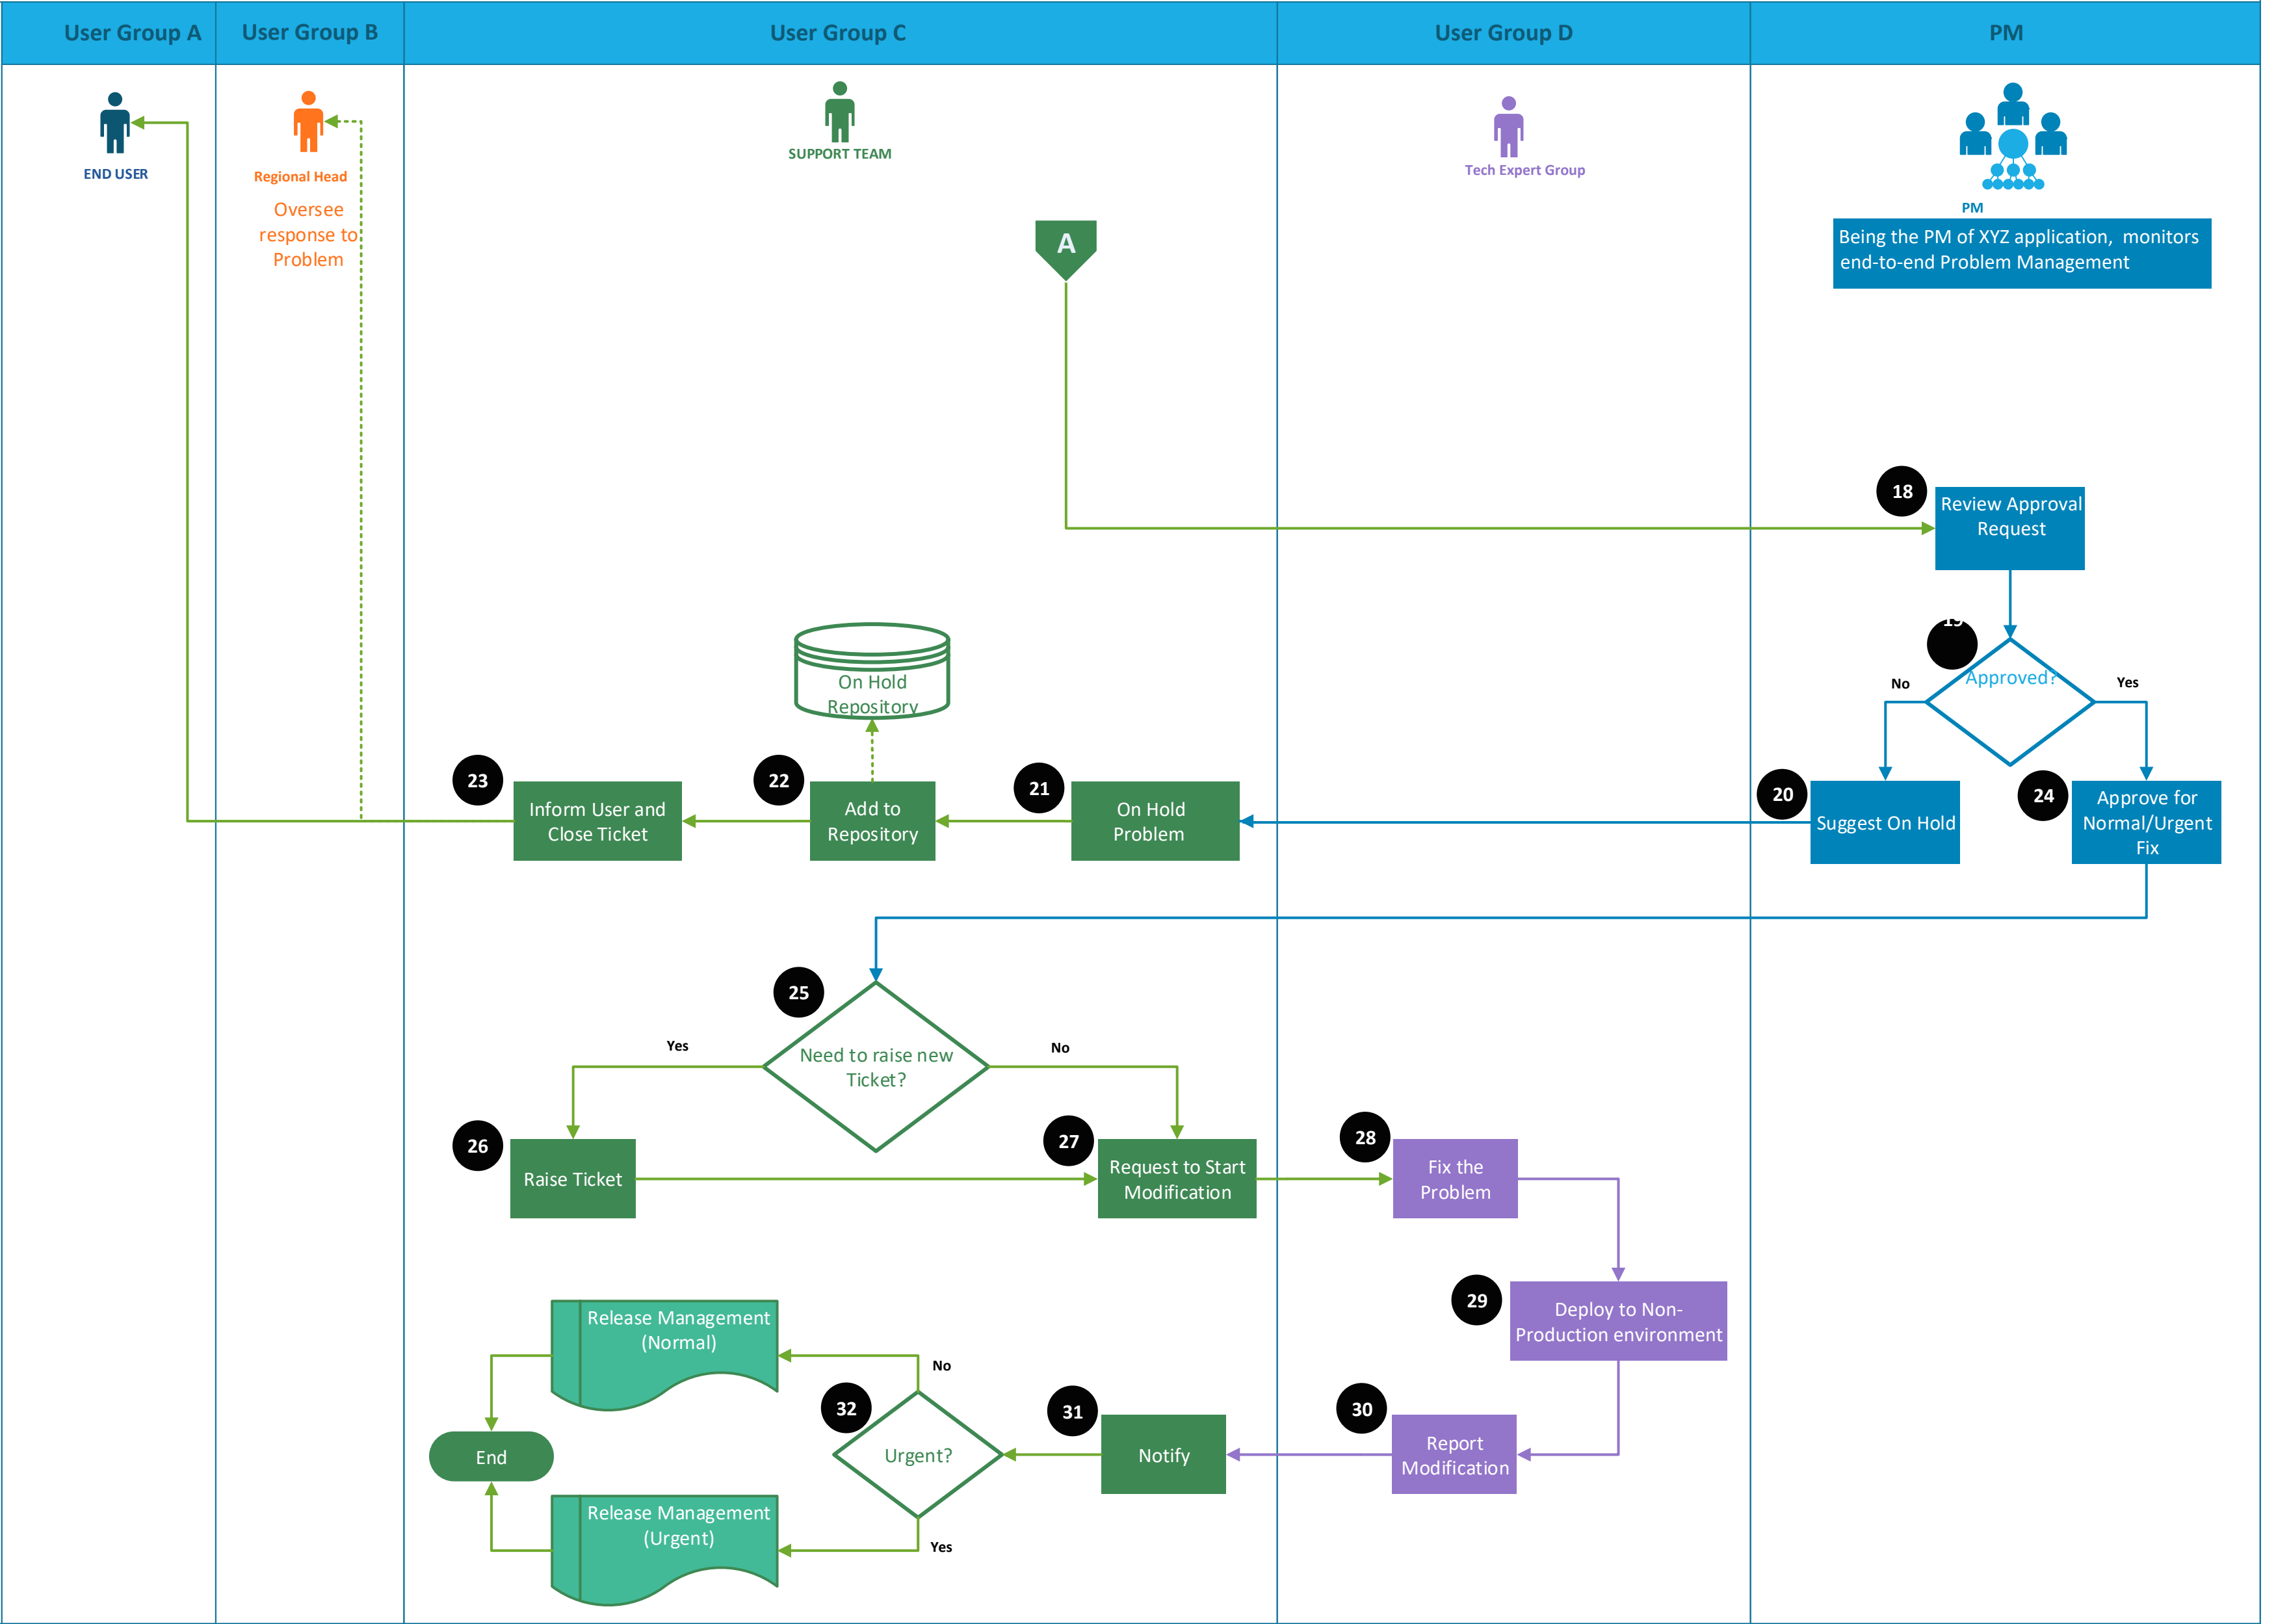 User Group A
User Group B
User Group C
User Group D
PM
END USER
Regional Head
Oversee
response to
Problem
SUPPORT TEAM
Tech Expert Group
PM
Being the PM of XYZ application, monitors
end-to-end Problem Management
A
18
Review Approval
Request
19
Approved?
No
Yes
On Hold
Repository
23
Inform User and
Close Ticket
22
Add to
Repository
21
On Hold
Problem
20
Suggest On Hold
24
Approve for
Normal/Urgent
Fix
25
Need to raise new
Ticket?
Yes
No
26
Raise Ticket
27
Request to Start
Modification
28
Fix the
Problem
29
Deploy to Non-
Production environment
Release Management
(Normal)
No
32
Urgent?
31
Notify
30
Report
Modification
End
Release Management
(Urgent)
Yes